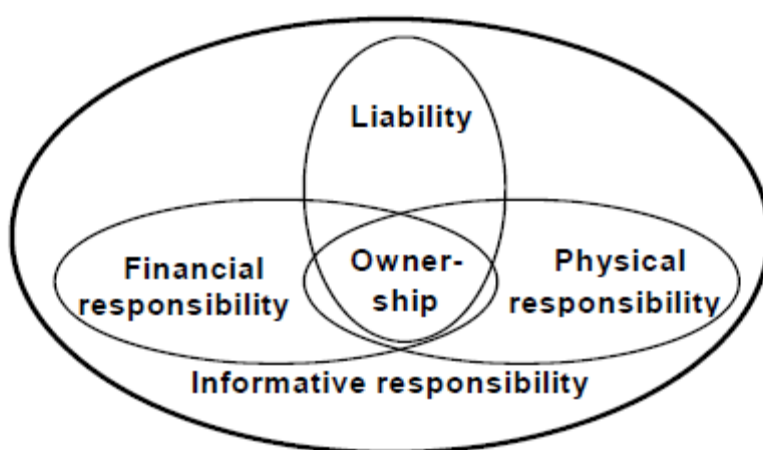 Liability
Financial
responsibility
Owner-
ship
Physical
responsibility
Informative responsibility